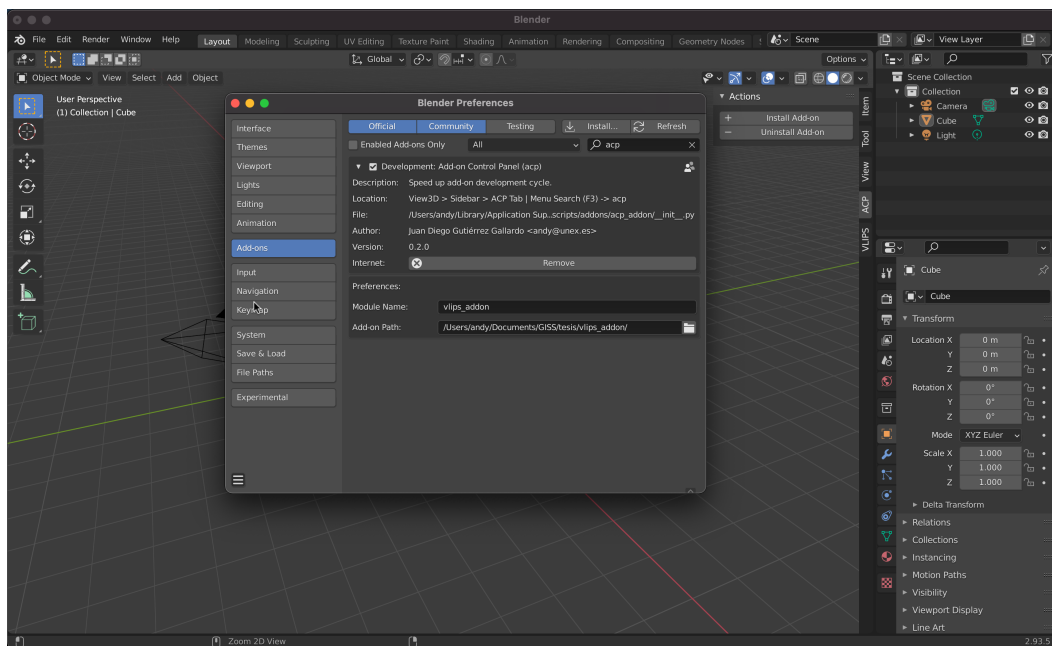 Blender
File Edit Render Window Help Layout Modeling Sculpting UV Editing Texture Paint Shading Animation Rendering Compositing Geometry Nodes Scene View Layer
Global Options
Object Mode View Select Add Object
User Perspective
(1) Collection | Cube
Blender Preferences
Interface
Themes
Viewport
Lights
Editing
Animation
Add-ons
Input
Navigation
Keymap
System
Save & Load
File Paths
Experimental
Official Community Testing Install... Refresh
Enabled Add-ons Only All acp
Development: Add-on Control Panel (acp)
Description: Speed up add-on development cycle.
Location: View3D > Sidebar > ACP Tab | Menu Search (F3) -> acp
File: /Users/andy/Library/Application Sup..scripts/addons/acp_addon/__init__.py
Author: Juan Diego Gutiérrez Gallardo <andy@unex.es>
Version: 0.2.0
Internet: Remove
Preferences:
Module Name: vlips_addon
Add-on Path: /Users/andy/Documents/GISS/tesis/vlips_addon/
Actions
Install Add-on
Uninstall Add-on
Item
Tool
View
ACP
VLIPS
Scene Collection
Collection
Camera
Cube
Light
Cube
Cube
Transform
Location X 0 m
Y 0 m
Z 0 m
Rotation X 0°
Y 0°
Z 0°
Mode XYZ Euler
Scale X 1.000
Y 1.000
Z 1.000
Delta Transform
Relations
Collections
Instancing
Motion Paths
Visibility
Viewport Display
Line Art
Zoom 2D View
2.93.5